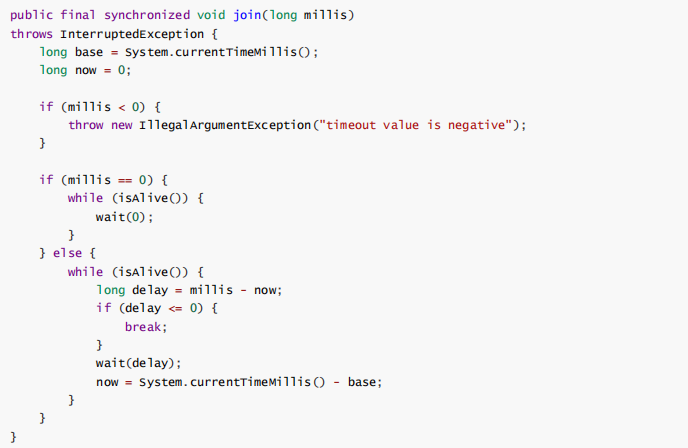 public final synchronized void join(long millis)
throws InterruptedException {
    long base = System.currentTimeMillis();
    long now = 0;

    if (millis < 0) {
        throw new IllegalArgumentException("timeout value is negative");
    }

    if (millis == 0) {
        while (isAlive()) {
            wait(0);
        }
    } else {
        while (isAlive()) {
            long delay = millis - now;
            if (delay <= 0) {
                break;
            }
            wait(delay);
            now = System.currentTimeMillis() - base;
        }
    }
}